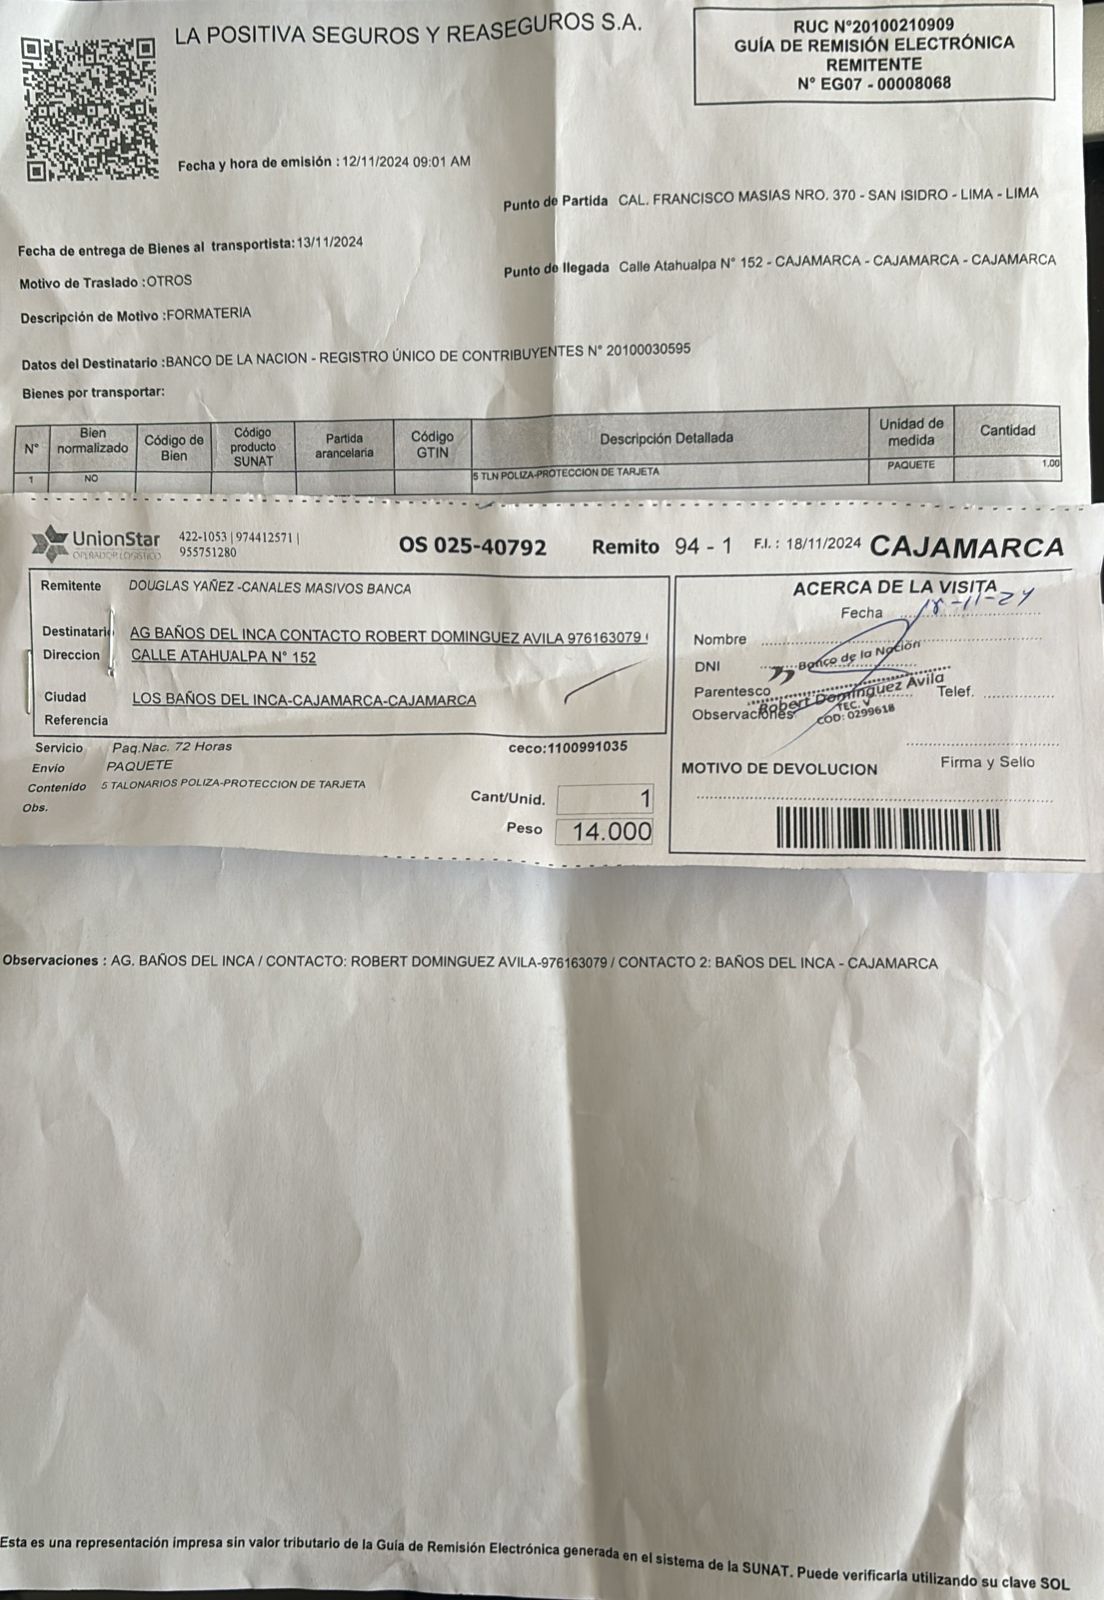 LA POSITIVA SEGUROS Y REASEGUROS S.A.
RUC N°20100210909
GUÍA DE REMISIÓN ELECTRÓNICA
REMITENTE
N° EG07 - 00008068
Fecha y hora de emisión : 12/11/2024 09:01 AM
Punto de Partida CAL. FRANCISCO MASIAS NRO. 370 - SAN ISIDRO - LIMA - LIMA
Fecha de entrega de Bienes al transportista: 13/11/2024
Punto de llegada Calle Atahualpa N° 152 - CAJAMARCA - CAJAMARCA - CAJAMARCA
Motivo de Traslado :OTROS
Descripción de Motivo :FORMATERIA
Datos del Destinatario :BANCO DE LA NACION - REGISTRO ÚNICO DE CONTRIBUYENTES N° 20100030595
Bienes por transportar:
N° Bien normalizado Código de Bien Código producto SUNAT Partida arancelaria Código GTIN Descripción Detallada Unidad de medida Cantidad
1 NO 5 TLN POLIZA-PROTECCION DE TARJETA PAQUETE 1.00
UnionStar
OPERADOR LOGISTICO
422-1053 | 974412571 |
955751280
OS 025-40792 Remito 94 - 1 F.I. : 18/11/2024 CAJAMARCA
Remitente DOUGLAS YAÑEZ -CANALES MASIVOS BANCA
Destinatari AG BAÑOS DEL INCA CONTACTO ROBERT DOMINGUEZ AVILA 976163079
Direccion CALLE ATAHUALPA N° 152
Ciudad LOS BAÑOS DEL INCA-CAJAMARCA-CAJAMARCA
Referencia
Servicio Paq.Nac. 72 Horas ceco:1100991035
Envío PAQUETE
Contenido 5 TALONARIOS POLIZA-PROTECCION DE TARJETA
Obs.
Cant/Unid. 1
Peso 14.000
ACERCA DE LA VISITA
Fecha 18-11-24
Nombre
DNI
Parentesco Telef.
Observaciones
Banco de la Nación
Robert Dominguez Avila
TEC. V
COD: 0299618
Firma y Sello
MOTIVO DE DEVOLUCION
Observaciones : AG. BAÑOS DEL INCA / CONTACTO: ROBERT DOMINGUEZ AVILA-976163079 / CONTACTO 2: BAÑOS DEL INCA - CAJAMARCA
Esta es una representación impresa sin valor tributario de la Guía de Remisión Electrónica generada en el sistema de la SUNAT. Puede verificarla utilizando su clave SOL